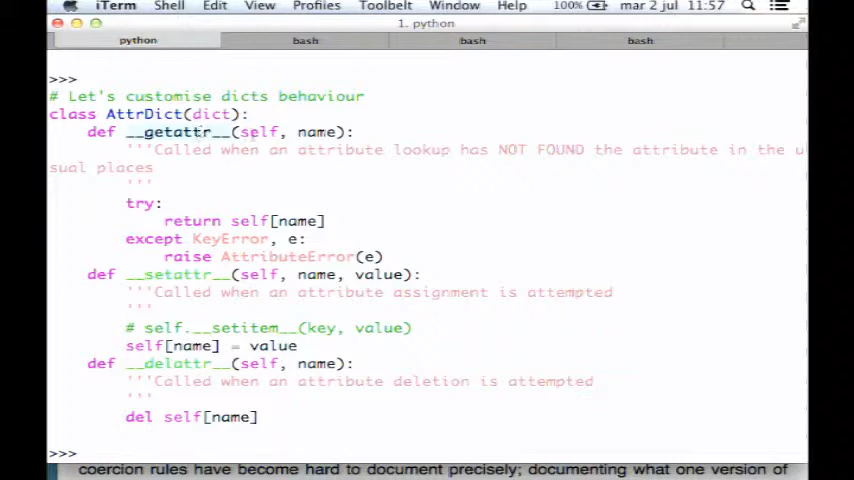 iTerm Shell Edit View Profiles Toolbelt Window Help 100% mar 2 jul 11:57
1. python
python bash bash bash
>>>
# Let's customise dicts behaviour
class AttrDict(dict):
def __getattr__(self, name):
'''Called when an attribute lookup has NOT FOUND the attribute in the u
sual places
'''
try:
return self[name]
except KeyError, e:
raise AttributeError(e)
def __setattr__(self, name, value):
'''Called when an attribute assignment is attempted
'''
# self.__setitem__(key, value)
self[name] = value
def __delattr__(self, name):
'''Called when an attribute deletion is attempted
'''
del self[name]
>>>
coercion rules have become hard to document precisely; documenting what one version of